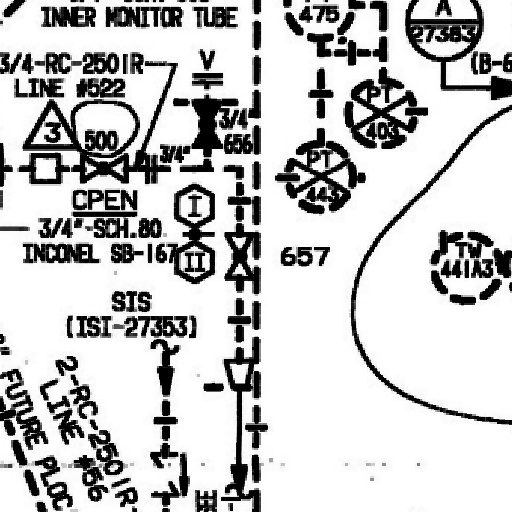 INNER MONITOR TUBE
475
A
27363
3/4-RC-2501R
LINE #522
V
3/4"
656
(B-6
PT
403
3
500
3/4"
PT
443
CPEN
3/4"-SCH.80
INCONEL SB-167
I
II
657
TW
441A3
SIS
(ISI-27353)
2-RC-2501R
LINE #56
" FUTURE PLOC